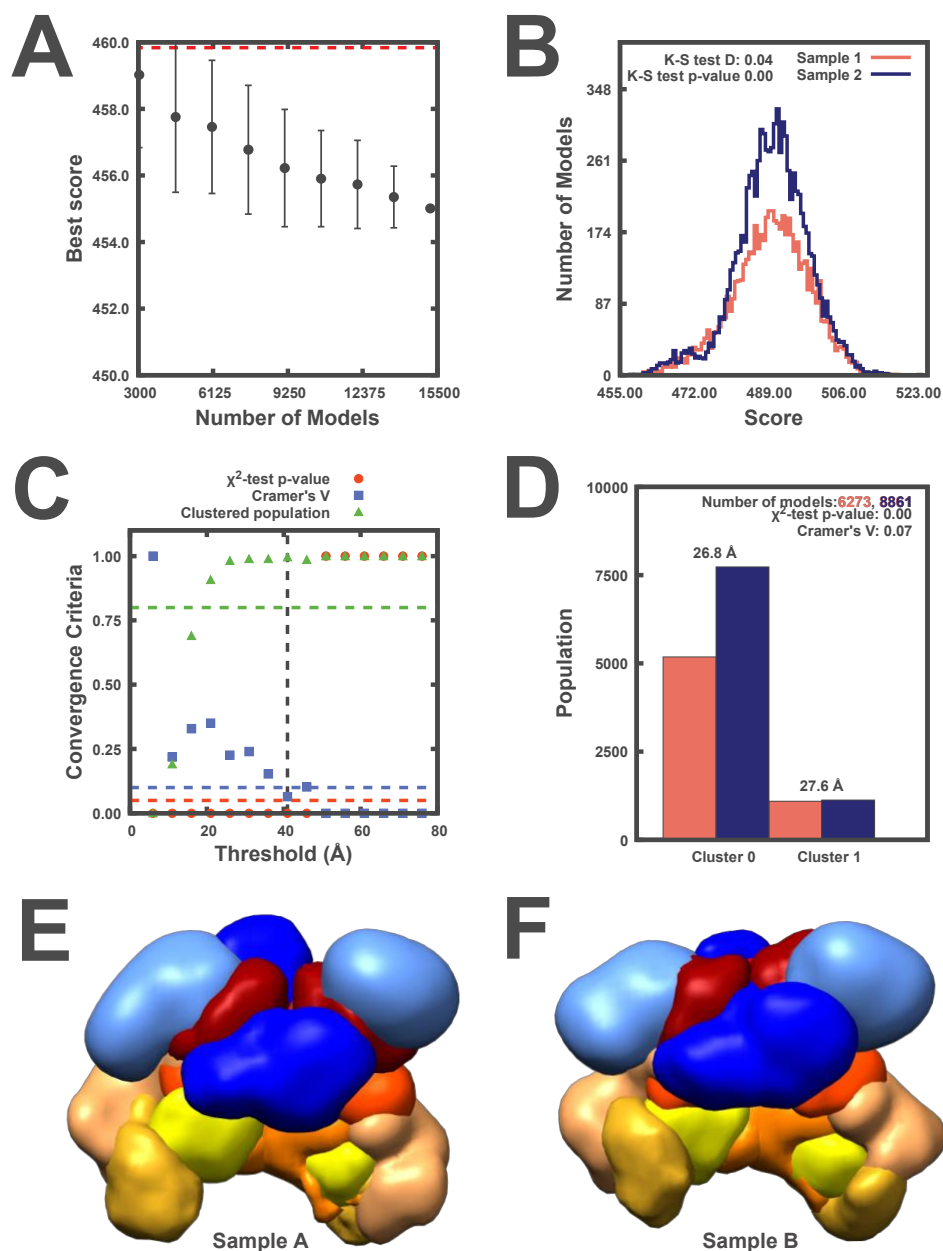 A
460.0
458.0
456.0
454.0
452.0
450.0
Best score
3000 6125 9250 12375 15500
Number of Models
B
K-S test D: 0.04 Sample 1
K-S test p-value 0.00 Sample 2
348
261
174
87
0
Number of Models
455.00 472.00 489.00 506.00 523.00
Score
C
χ²-test p-value
Cramer's V
Clustered population
1.00
0.75
0.50
0.25
0.00
Convergence Criteria
0 20 40 60 80
Threshold (Å)
D
Number of models:6273, 8861
χ²-test p-value: 0.00
Cramer's V: 0.07
10000
7500
5000
2500
0
Population
26.8 Å
27.6 Å
Cluster 0 Cluster 1
E
Sample A
F
Sample B